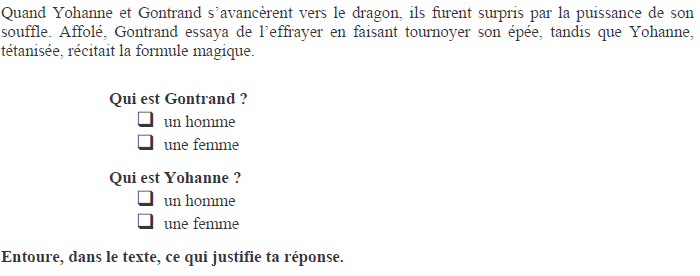 Quand Yohanne et Gontrand s'avancèrent vers le dragon, ils furent surpris par la puissance de son
souffle. Affolé, Gontrand essaya de l'effrayer en faisant tournoyer son épée, tandis que Yohanne,
tétanisée, récitait la formule magique.
Qui est Gontrand ?
❑ un homme
❑ une femme
Qui est Yohanne ?
❑ un homme
❑ une femme
Entoure, dans le texte, ce qui justifie ta réponse.